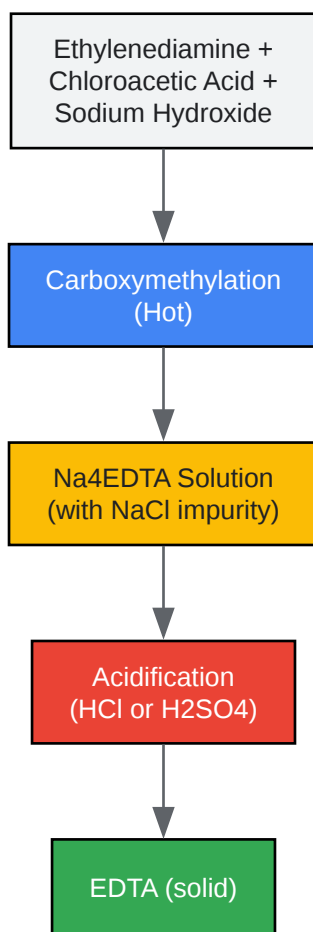 Ethylenediamine +
Chloroacetic Acid +
Sodium Hydroxide
Carboxymethylation
(Hot)
Na4EDTA Solution
(with NaCl impurity)
Acidification
(HCl or H2SO4)
EDTA (solid)